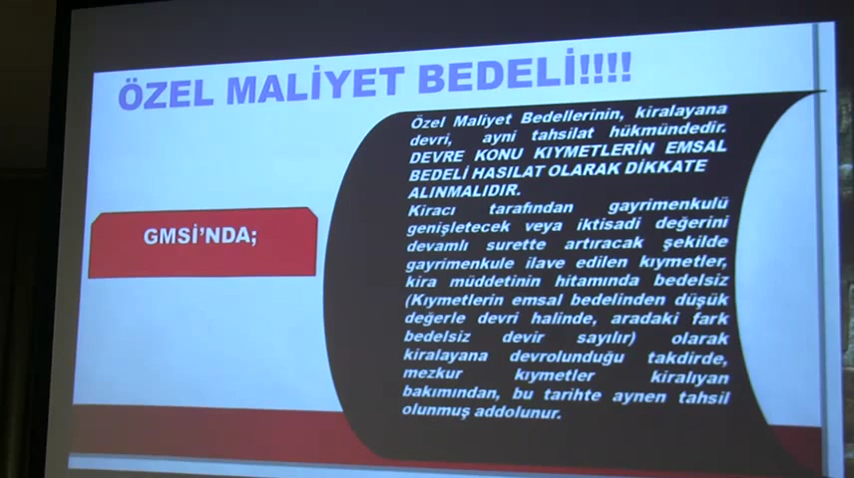 ÖZEL MALİYET BEDELİ!!!!
GMSİ'NDA;
Özel Maliyet Bedellerinin, kiralayana
devri, ayni tahsilat hükmündedir.
DEVRE KONU KIYMETLERİN EMSAL
BEDELİ HASILAT OLARAK DİKKATE
ALINMALIDIR.
Kiracı tarafından gayrimenkulü
genişletecek veya iktisadi değerini
devamlı surette artıracak şekilde
gayrimenkule ilave edilen kıymetler,
kira müddetinin hitamında bedelsiz
(Kıymetlerin emsal bedelinden düşük
değerle devri halinde, aradaki fark
bedelsiz devir sayılır) olarak
kiralayana devrolunduğu takdirde,
mezkur kıymetler kiralıyan
bakımından, bu tarihte aynen tahsil
olunmuş addolunur.